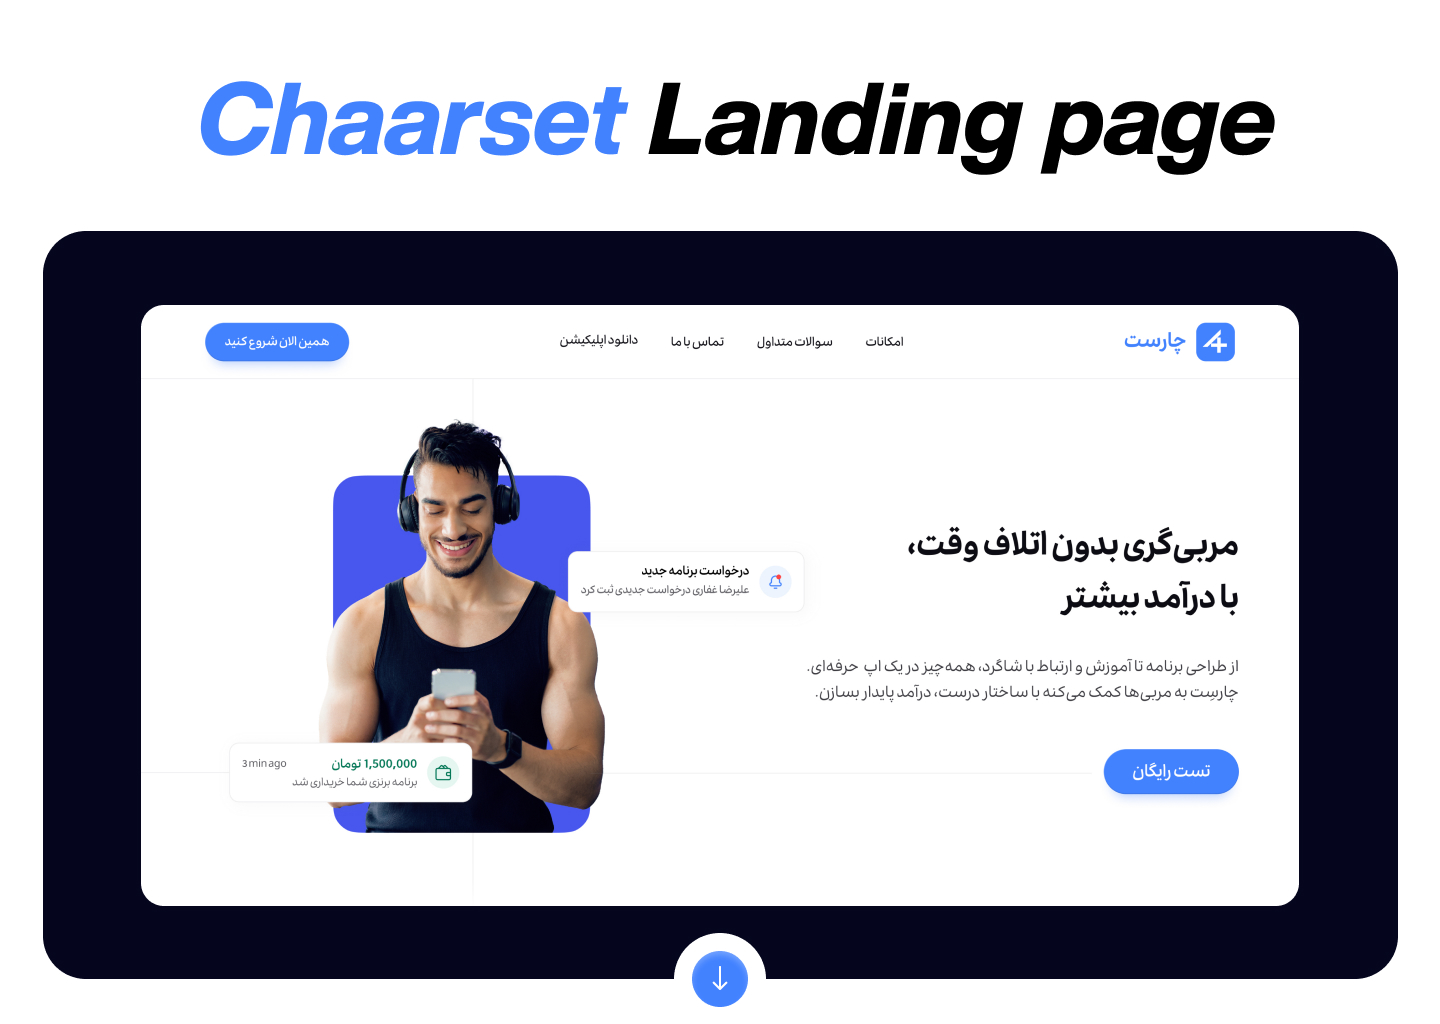 Chaarset Landing page
چارست
امکانات
سوالات متداول
تماس با ما
دانلود اپلیکیشن
همین الان شروع کنید
مربی‌گری بدون اتلاف وقت،
با درآمد بیشتر
از طراحی برنامه تا آموزش و ارتباط با شاگرد، همه‌چیز در یک اپ حرفه‌ای.
چارسِت به مربی‌ها کمک می‌کنه با ساختار درست، درآمد پایدار بسازن.
تست رایگان
درخواست برنامه جدید
علیرضا غفاری درخواست جدیدی ثبت کرد
1,500,000 تومان
3 min ago
برنامه برنزی شما خریداری شد